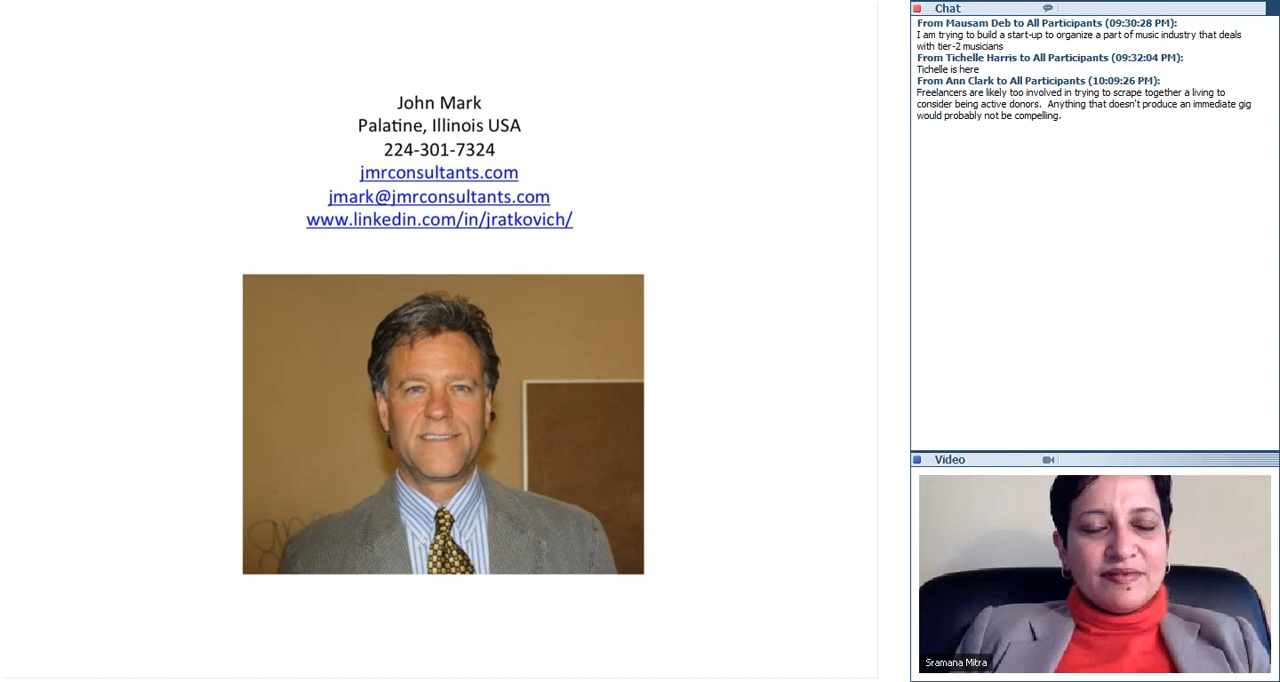 John Mark
Palatine, Illinois USA
224-301-7324
jmrconsultants.com
jmark@jmrconsultants.com
www.linkedin.com/in/jratkovich/
Chat
From Mausam Deb to All Participants (09:30:28 PM):
I am trying to build a start-up to organize a part of music industry that deals
with tier-2 musicians
From Tichelle Harris to All Participants (09:32:04 PM):
Tichelle is here
From Ann Clark to All Participants (10:09:26 PM):
Freelancers are likely too involved in trying to scrape together a living to
consider being active donors.  Anything that doesn't produce an immediate gig
would probably not be compelling.
Video
Sramana Mitra